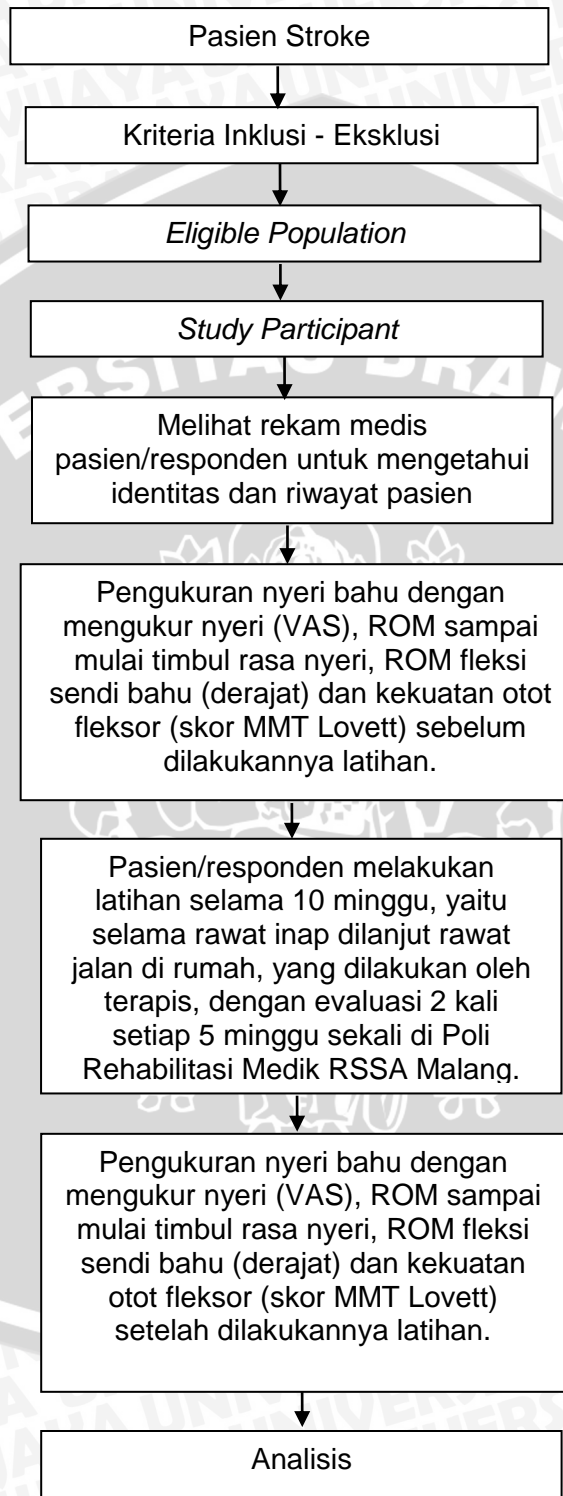 Pasien Stroke
Kriteria Inklusi - Eksklusi
Eligible Population
Study Participant
Melihat rekam medis
pasien/responden untuk mengetahui
identitas dan riwayat pasien
Pengukuran nyeri bahu dengan
mengukur nyeri (VAS), ROM sampai
mulai timbul rasa nyeri, ROM fleksi
sendi bahu (derajat) dan kekuatan otot
fleksor (skor MMT Lovett) sebelum
dilakukannya latihan.
Pasien/responden melakukan
latihan selama 10 minggu, yaitu
selama rawat inap dilanjut rawat
jalan di rumah, yang dilakukan oleh
terapis, dengan evaluasi 2 kali
setiap 5 minggu sekali di Poli
Rehabilitasi Medik RSSA Malang.
Pengukuran nyeri bahu dengan
mengukur nyeri (VAS), ROM sampai
mulai timbul rasa nyeri, ROM fleksi
sendi bahu (derajat) dan kekuatan
otot fleksor (skor MMT Lovett)
setelah dilakukannya latihan.
Analisis